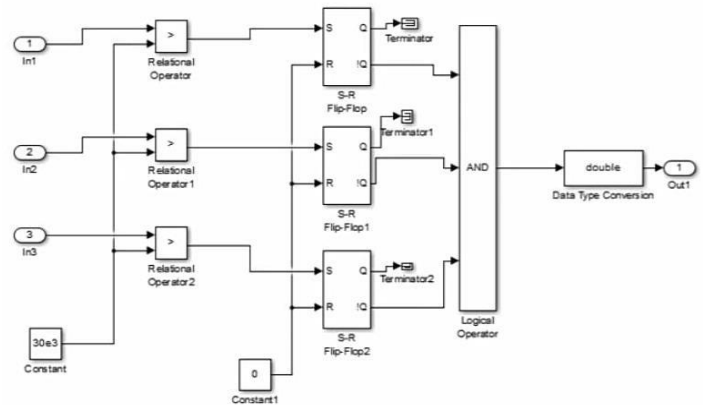 1
In1
>
Relational
Operator
S
Q
R
!Q
S-R
Flip-Flop
Terminator
2
In2
>
Relational
Operator1
S
Q
R
!Q
S-R
Flip-Flop1
Terminator1
3
In3
>
Relational
Operator2
S
Q
R
!Q
S-R
Flip-Flop2
Terminator2
AND
Logical
Operator
double
Data Type Conversion
1
Out1
30e3
Constant
0
Constant1